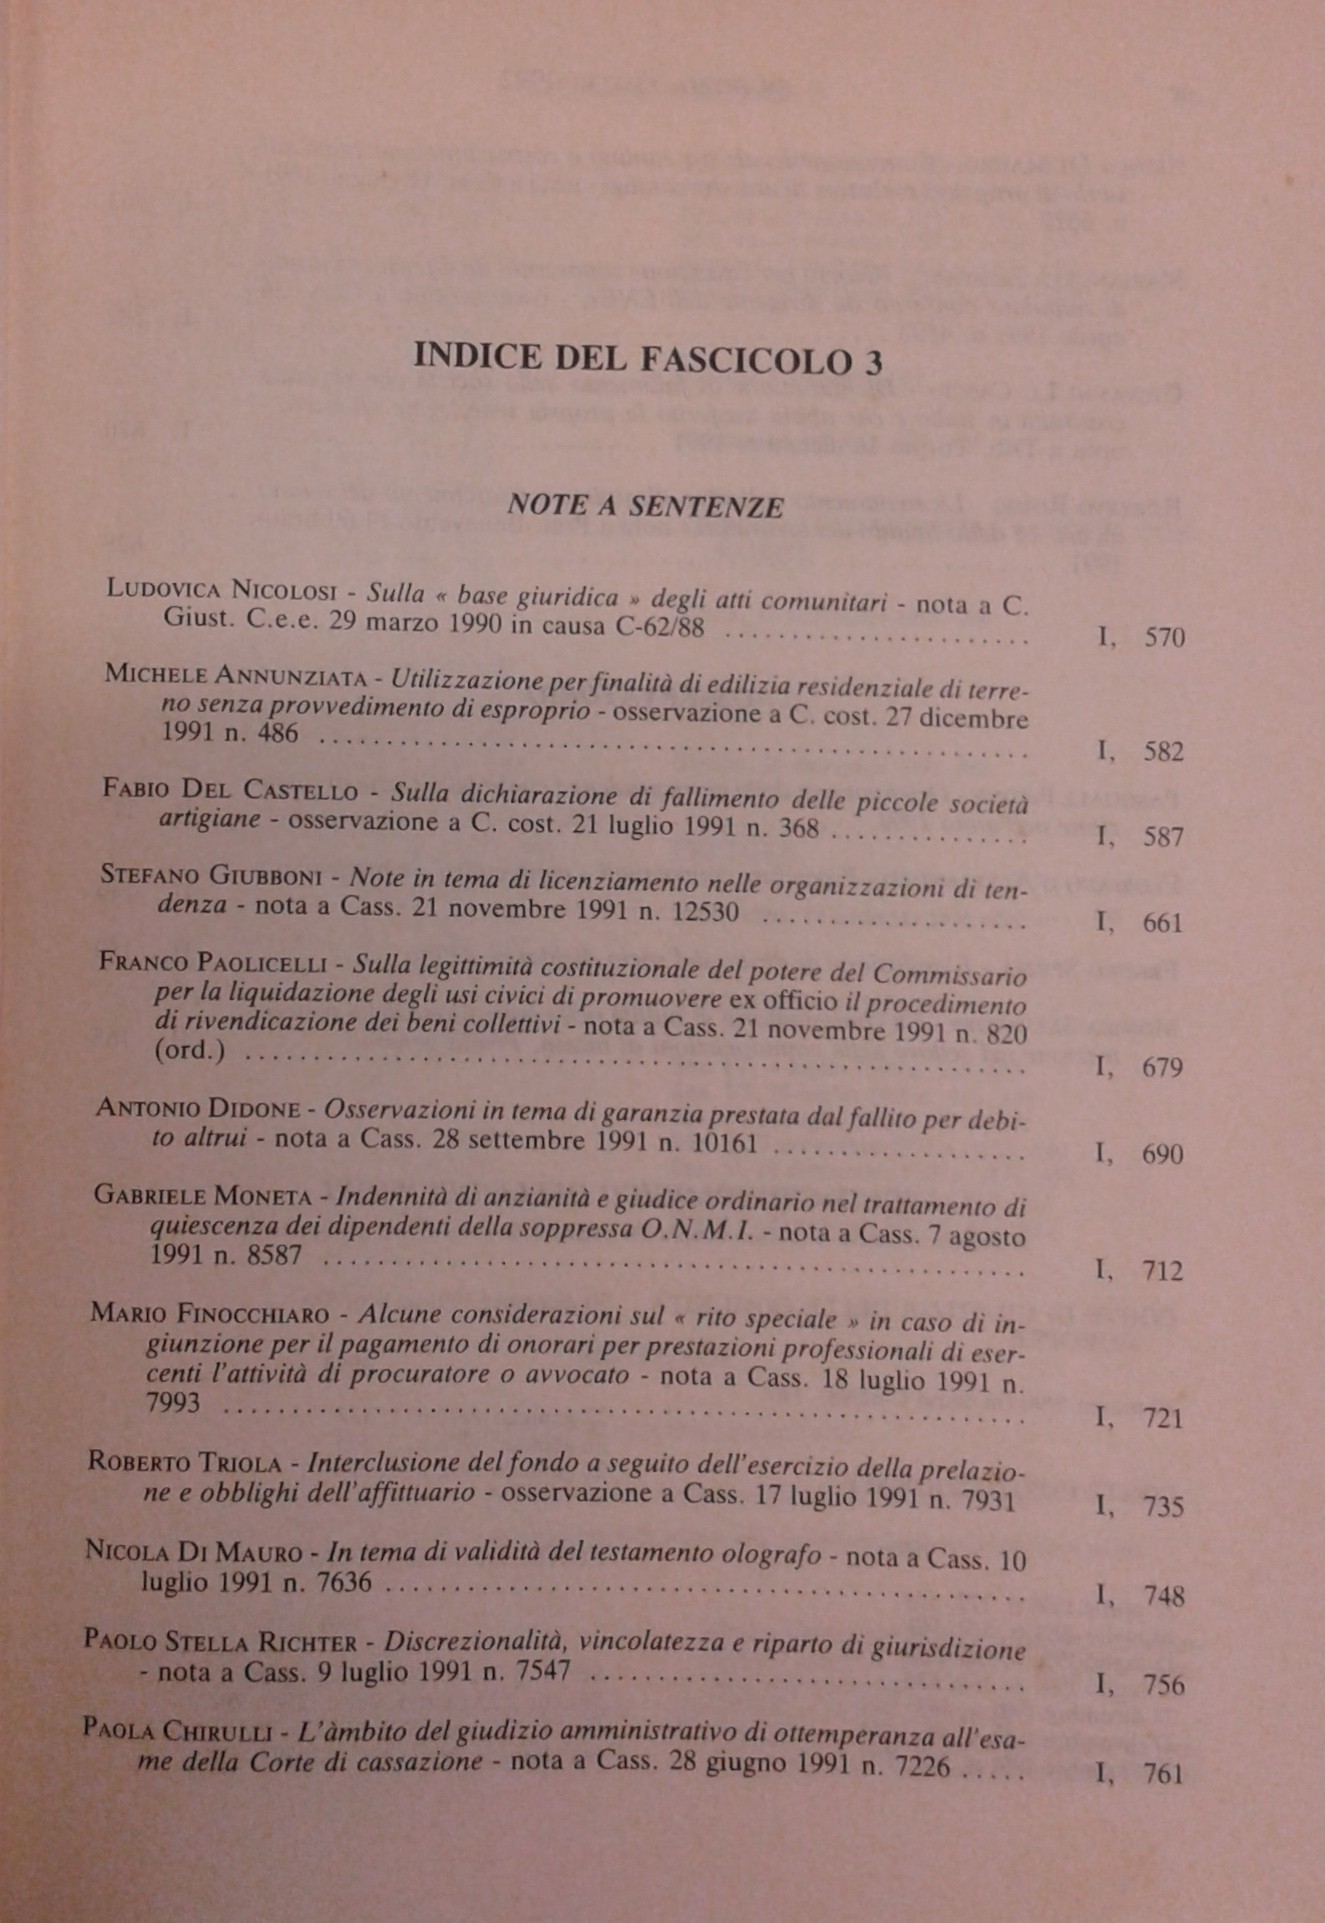 INDICE DEL FASCICOLO 3
NOTE A SENTENZE
LUDOVICA NICOLOSI - Sulla « base giuridica » degli atti comunitari - nota a C.
Giust. C.e.e. 29 marzo 1990 in causa C-62/88 ....................... I, 570
MICHELE ANNUNZIATA - Utilizzazione per finalità di edilizia residenziale di terre-
no senza provvedimento di esproprio - osservazione a C. cost. 27 dicembre
1991 n. 486 ..................................................... I, 582
FABIO DEL CASTELLO - Sulla dichiarazione di fallimento delle piccole società
artigiane - osservazione a C. cost. 21 luglio 1991 n. 368 ............... I, 587
STEFANO GIUBBONI - Note in tema di licenziamento nelle organizzazioni di ten-
denza - nota a Cass. 21 novembre 1991 n. 12530 .................... I, 661
FRANCO PAOLICELLI - Sulla legittimità costituzionale del potere del Commissario
per la liquidazione degli usi civici di promuovere ex officio il procedimento
di rivendicazione dei beni collettivi - nota a Cass. 21 novembre 1991 n. 820
(ord.) .......................................................... I, 679
ANTONIO DIDONE - Osservazioni in tema di garanzia prestata dal fallito per debi-
to altrui - nota a Cass. 28 settembre 1991 n. 10161 ................... I, 690
GABRIELE MONETA - Indennità di anzianità e giudice ordinario nel trattamento di
quiescenza dei dipendenti della soppressa O.N.M.I. - nota a Cass. 7 agosto
1991 n. 8587 .................................................... I, 712
MARIO FINOCCHIARO - Alcune considerazioni sul « rito speciale » in caso di in-
giunzione per il pagamento di onorari per prestazioni professionali di eser-
centi l'attività di procuratore o avvocato - nota a Cass. 18 luglio 1991 n.
7993 ............................................................ I, 721
ROBERTO TRIOLA - Interclusione del fondo a seguito dell'esercizio della prelazio-
ne e obblighi dell'affittuario - osservazione a Cass. 17 luglio 1991 n. 7931 I, 735
NICOLA DI MAURO - In tema di validità del testamento olografo - nota a Cass. 10
luglio 1991 n. 7636 ............................................... I, 748
PAOLO STELLA RICHTER - Discrezionalità, vincolatezza e riparto di giurisdizione
- nota a Cass. 9 luglio 1991 n. 7547 ................................ I, 756
PAOLA CHIRULLI - L'àmbito del giudizio amministrativo di ottemperanza all'esa-
me della Corte di cassazione - nota a Cass. 28 giugno 1991 n. 7226 ..... I, 761